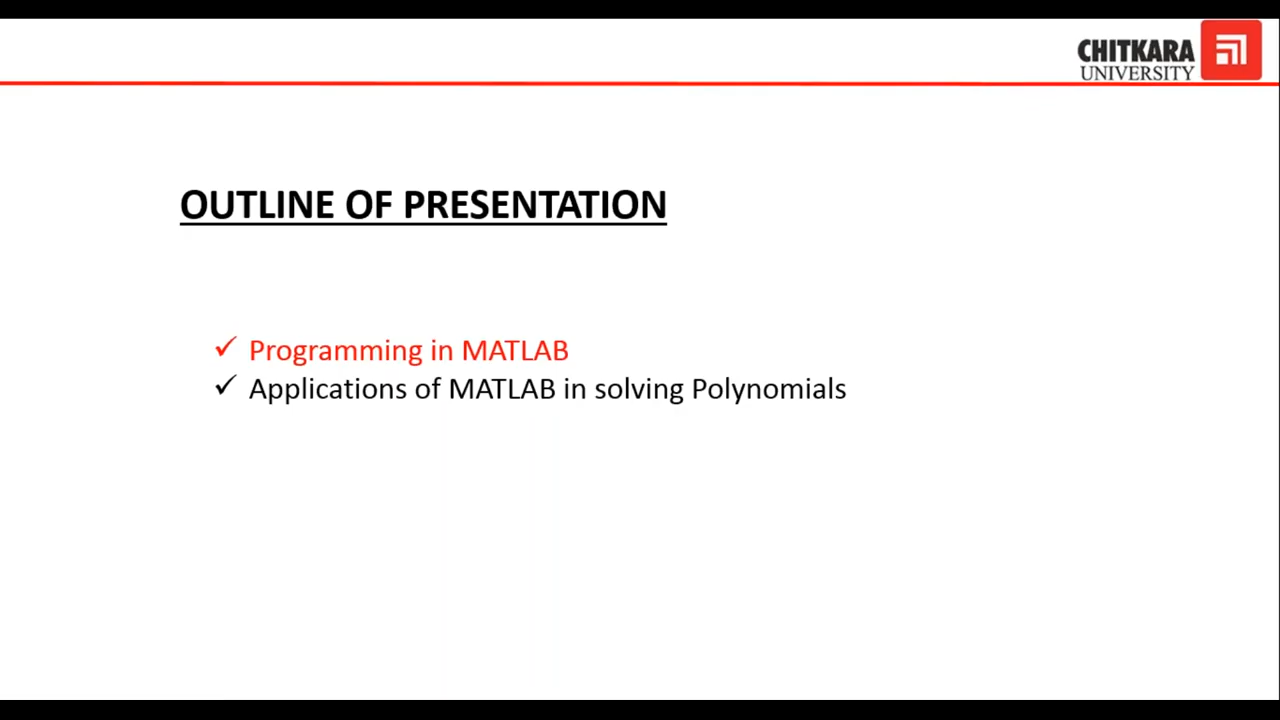 CHITKARA
UNIVERSITY
OUTLINE OF PRESENTATION
✓ Programming in MATLAB
✓ Applications of MATLAB in solving Polynomials